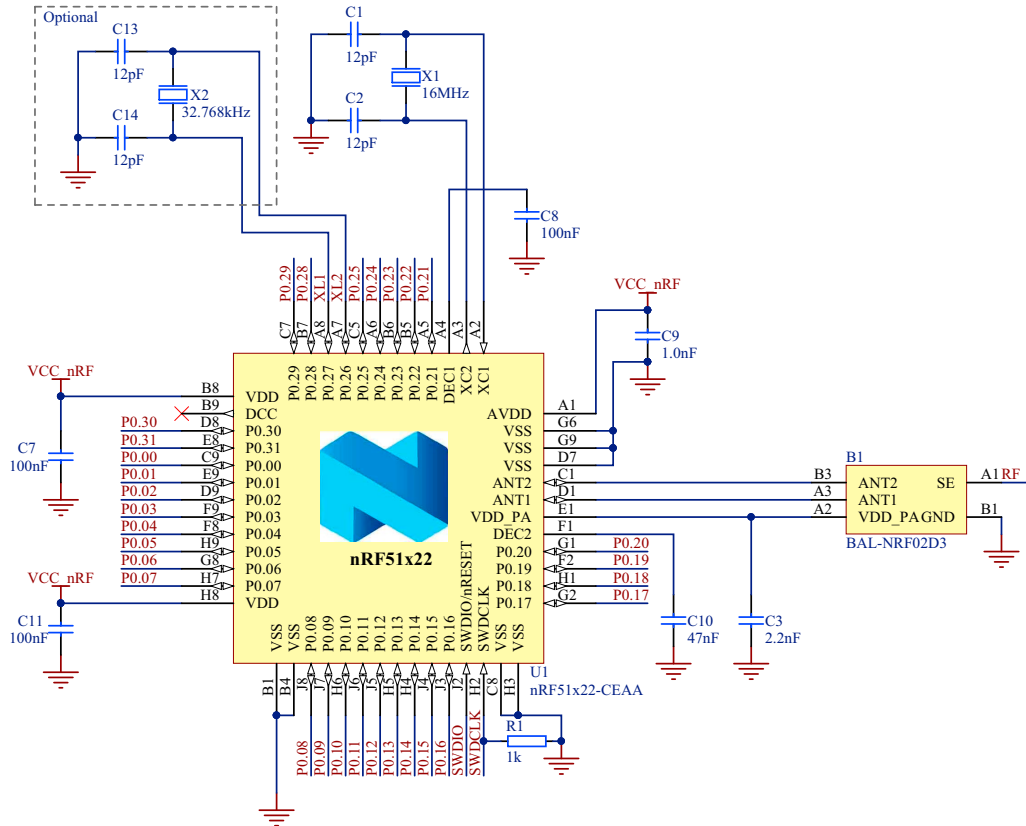 Optional
C13
12pF
X2
32.768kHz
C14
12pF
C1
12pF
X1
16MHz
C2
12pF
C8
100nF
P0.29
P0.28
XL1
XL2
P0.25
P0.24
P0.23
P0.22
P0.21
C7
B7
A8
A7
C5
A6
B6
B5
A5
A4
A3
A2
P0.29
P0.28
P0.27
P0.26
P0.25
P0.24
P0.23
P0.22
P0.21
DEC1
XC2
XC1
VCC_nRF
C9
1.0nF
VCC_nRF
C7
100nF
B8 VDD
B9 DCC
P0.30 D8 P0.30
P0.31 E8 P0.31
P0.00 C9 P0.00
P0.01 E9 P0.01
P0.02 D9 P0.02
P0.03 F9 P0.03
P0.04 F8 P0.04
P0.05 H9 P0.05
P0.06 G8 P0.06
P0.07 H7 P0.07
H8 VDD
VCC_nRF
C11
100nF
nRF51x22
AVDD A1
VSS G6
VSS G9
VSS D7
ANT2 C1
ANT1 D1
VDD_PA E1
DEC2 F1
P0.20 G1 P0.20
P0.19 F2 P0.19
P0.18 H1 P0.18
P0.17 G2 P0.17
B1
B3 ANT2 SE A1 RF
A3 ANT1
A2 VDD_PA GND B1
BAL-NRF02D3
C10
47nF
C3
2.2nF
VSS
VSS
P0.08
P0.09
P0.10
P0.11
P0.12
P0.13
P0.14
P0.15
P0.16
SWDIO/nRESET
SWDCLK
VSS
VSS
U1
nRF51x22-CEAA
B1
B4
J8
J7
H6
J6
J5
H5
H4
J4
J3
J2
H2
C8
H3
P0.08
P0.09
P0.10
P0.11
P0.12
P0.13
P0.14
P0.15
P0.16
SWDIO
SWDCLK
R1
1k